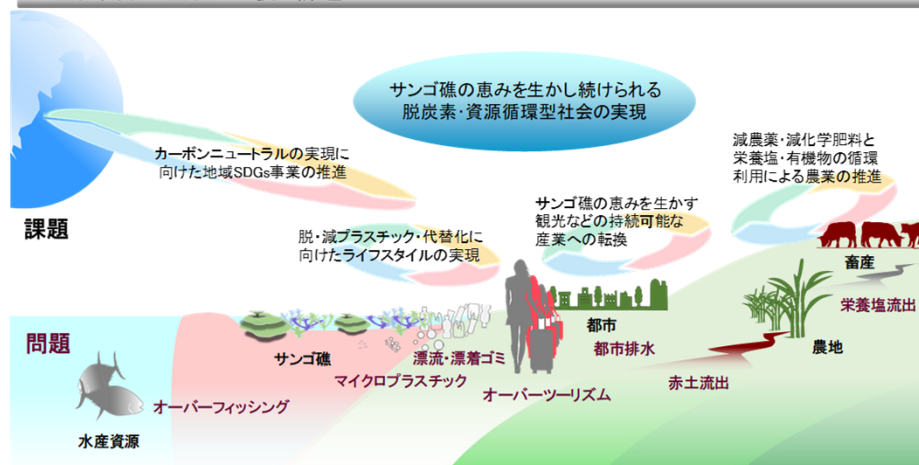 サンゴ礁の恵みを生かし続けられる
脱炭素・資源循環型社会の実現
カーボンニュートラルの実現に
向けた地域SDGs事業の推進
減農薬・減化学肥料と
栄養塩・有機物の循環
利用による農業の推進
サンゴ礁の恵みを生かす
観光などの持続可能な
産業への転換
脱・減プラスチック・代替化に
向けたライフスタイルの実現
課題
畜産
栄養塩流出
都市
都市排水
農地
赤土流出
問題
サンゴ礁
漂流・漂着ゴミ
マイクロプラスチック
オーバーツーリズム
オーバーフィッシング
水産資源